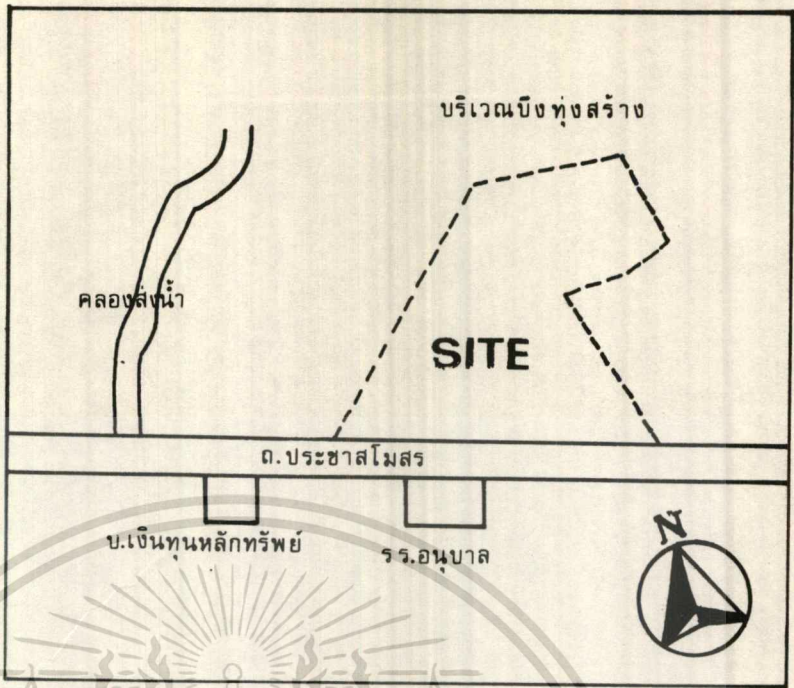 บริเวณบึงทุ่งสร้าง
คลองส่งน้ำ
SITE
ถ.ประชาสโมสร
บ.เงินทุนหลักทรัพย์
รร.อนุบาล
N